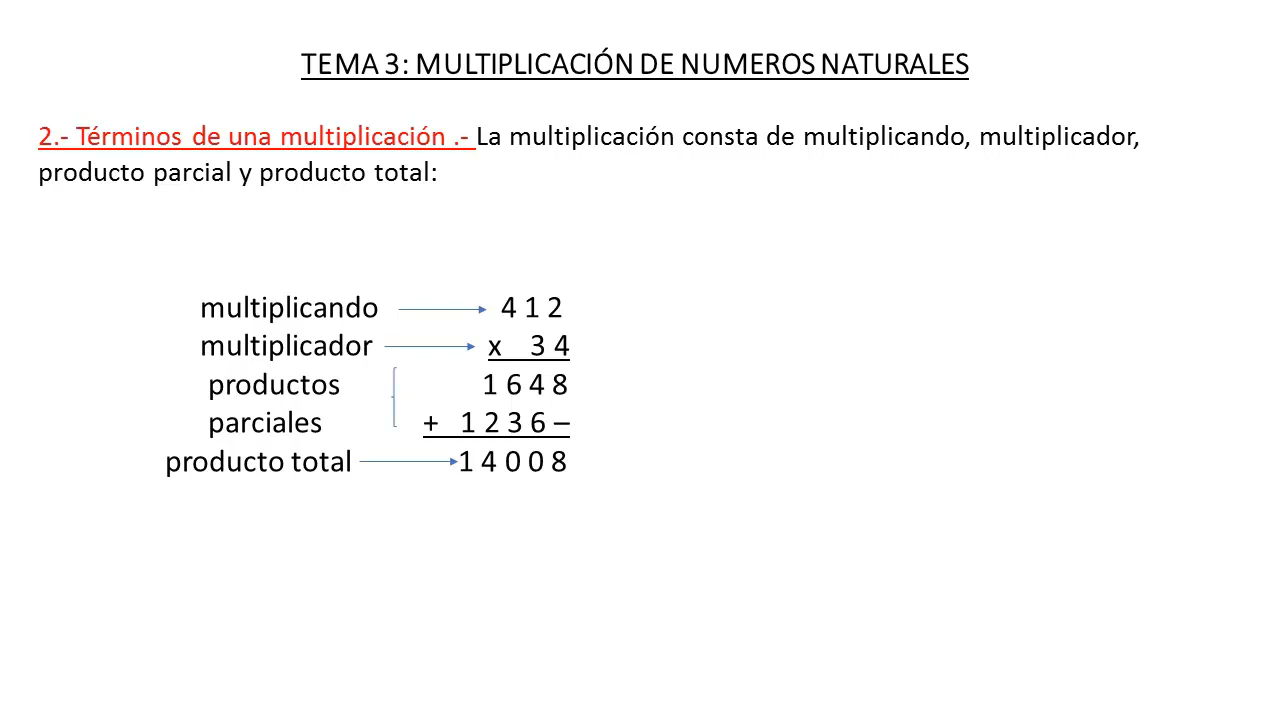 TEMA 3: MULTIPLICACIÓN DE NUMEROS NATURALES
2.- Términos de una multiplicación .- La multiplicación consta de multiplicando, multiplicador,
producto parcial y producto total:
multiplicando 4 1 2
multiplicador x 3 4
productos 1 6 4 8
parciales + 1 2 3 6 –
producto total 1 4 0 0 8